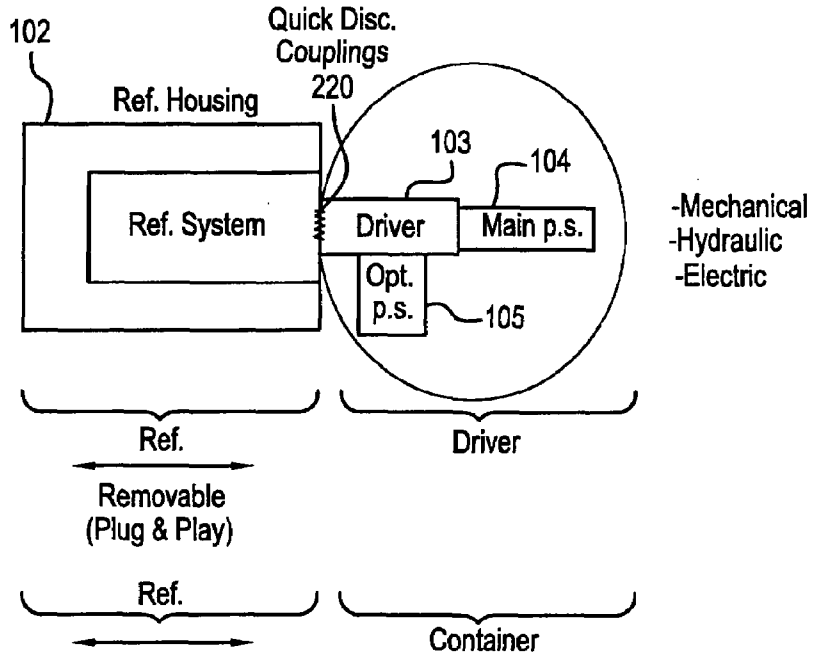 102
Quick Disc.
Couplings
220
Ref. Housing
103
104
Ref. System
Driver
Main p.s.
Opt.
p.s.
105
-Mechanical
-Hydraulic
-Electric
Ref.
Driver
Removable
(Plug & Play)
Ref.
Container